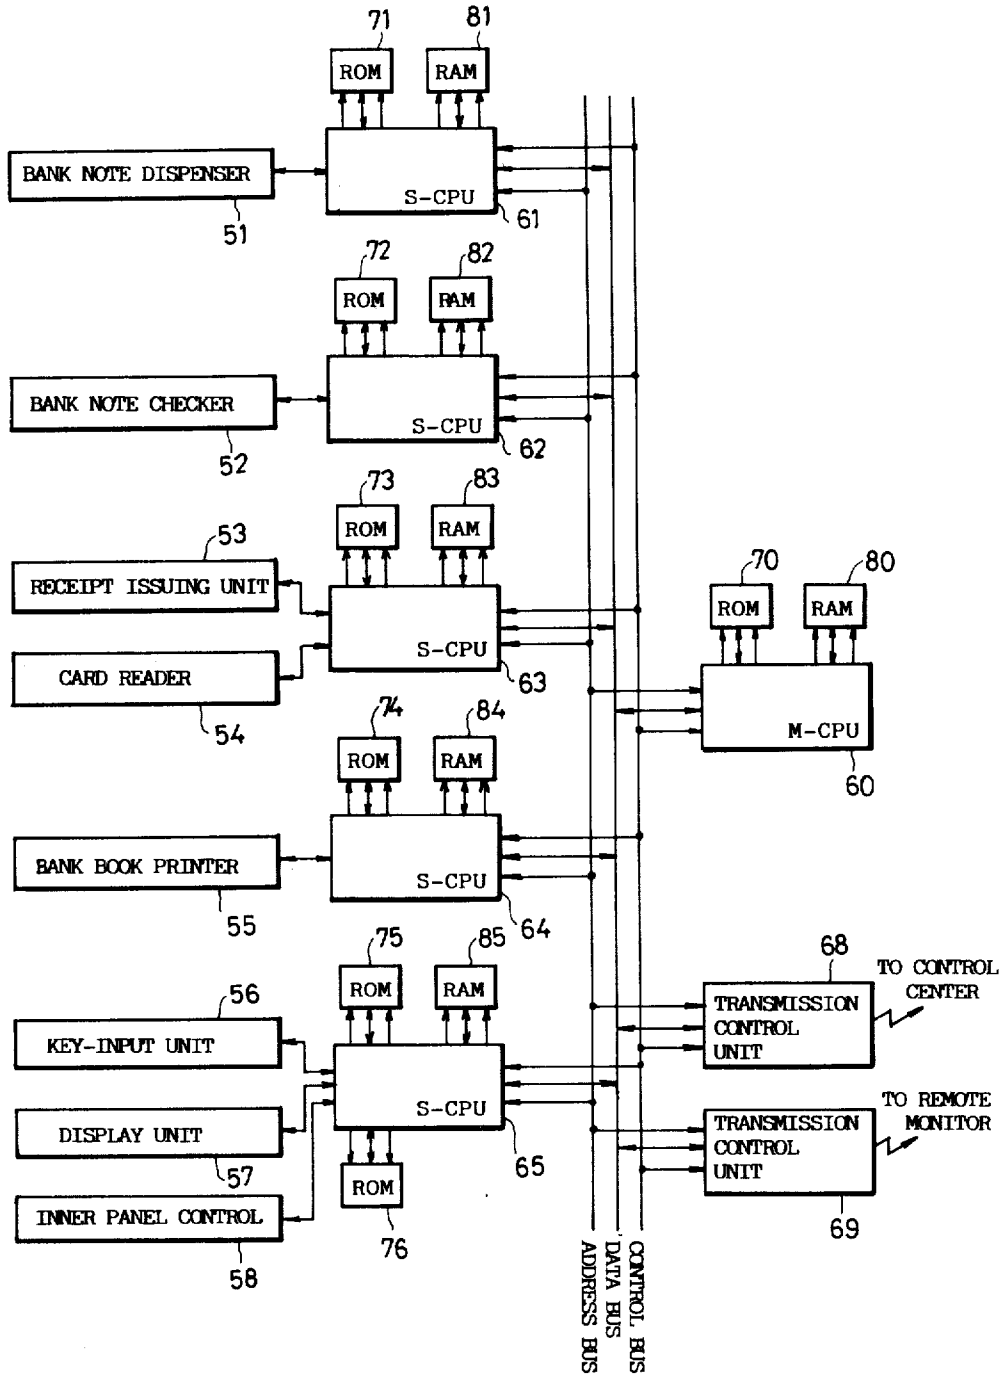 71
81
ROM
RAM
BANK NOTE DISPENSER
S-CPU
51
61
72
82
ROM
RAM
BANK NOTE CHECKER
S-CPU
52
62
73
83
ROM
RAM
53
RECEIPT ISSUING UNIT
S-CPU
CARD READER
63
54
70
80
ROM
RAM
M-CPU
60
74
84
ROM
RAM
BANK BOOK PRINTER
S-CPU
55
64
75
85
ROM
RAM
56
KEY-INPUT UNIT
S-CPU
DISPLAY UNIT
65
57
ROM
INNER PANEL CONTROL
76
58
68
TO CONTROL
CENTER
TRANSMISSION
CONTROL
UNIT
TO REMOTE
MONITOR
TRANSMISSION
CONTROL
UNIT
69
ADDRESS BUS
DATA BUS
CONTROL BUS